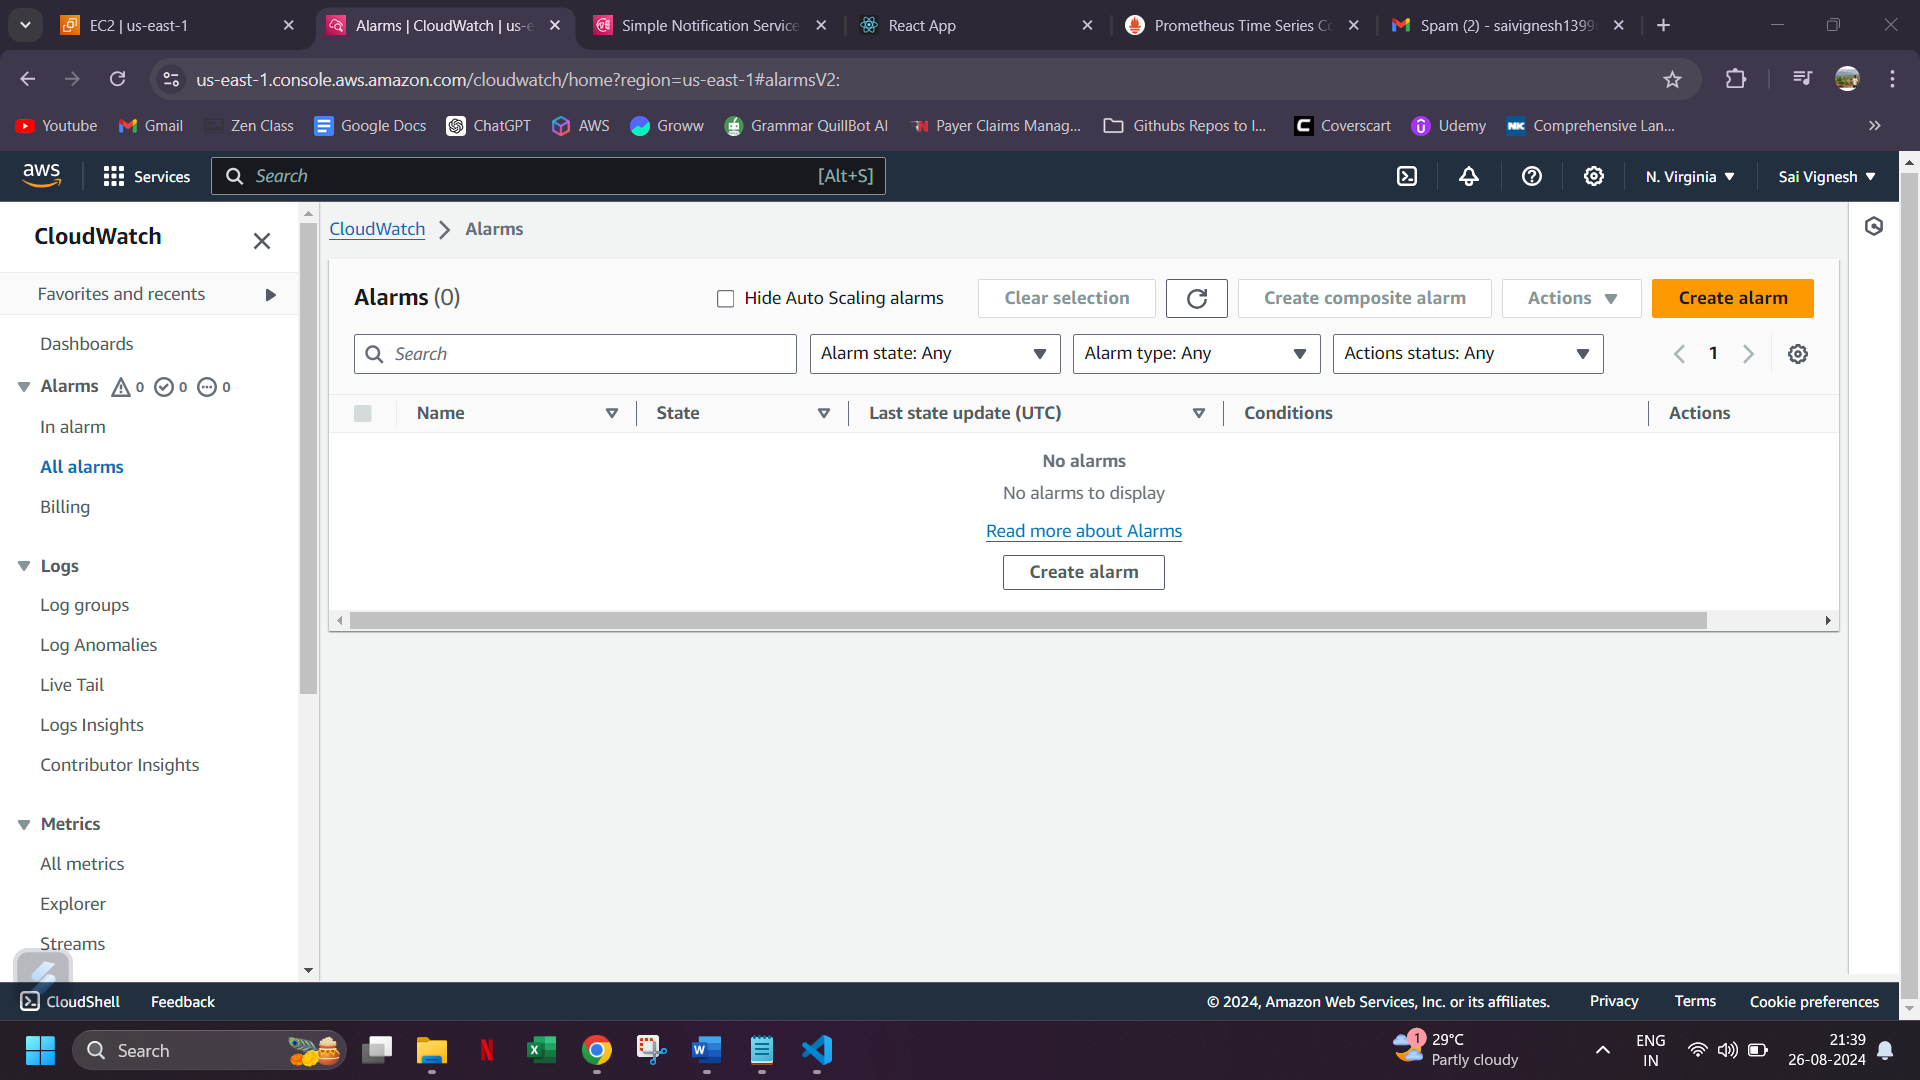 EC2 | us-east-1
Alarms | CloudWatch | us-e
Simple Notification Service
React App
Prometheus Time Series Co
Spam (2) - saivignesh1399
us-east-1.console.aws.amazon.com/cloudwatch/home?region=us-east-1#alarmsV2:
Youtube
Gmail
Zen Class
Google Docs
ChatGPT
AWS
Groww
Grammar QuillBot AI
Payer Claims Manag...
Githubs Repos to I...
Coverscart
Udemy
Comprehensive Lan...
aws
Services
Search
[Alt+S]
N. Virginia
Sai Vignesh
CloudWatch
Favorites and recents
Dashboards
Alarms 0 0 0
In alarm
All alarms
Billing
Logs
Log groups
Log Anomalies
Live Tail
Logs Insights
Contributor Insights
Metrics
All metrics
Explorer
Streams
CloudWatch > Alarms
Alarms (0)
Hide Auto Scaling alarms
Clear selection
Create composite alarm
Actions
Create alarm
Search
Alarm state: Any
Alarm type: Any
Actions status: Any
1
Name
State
Last state update (UTC)
Conditions
Actions
No alarms
No alarms to display
Read more about Alarms
Create alarm
CloudShell
Feedback
© 2024, Amazon Web Services, Inc. or its affiliates.
Privacy
Terms
Cookie preferences
Search
1
29°C
Partly cloudy
ENG
IN
21:39
26-08-2024